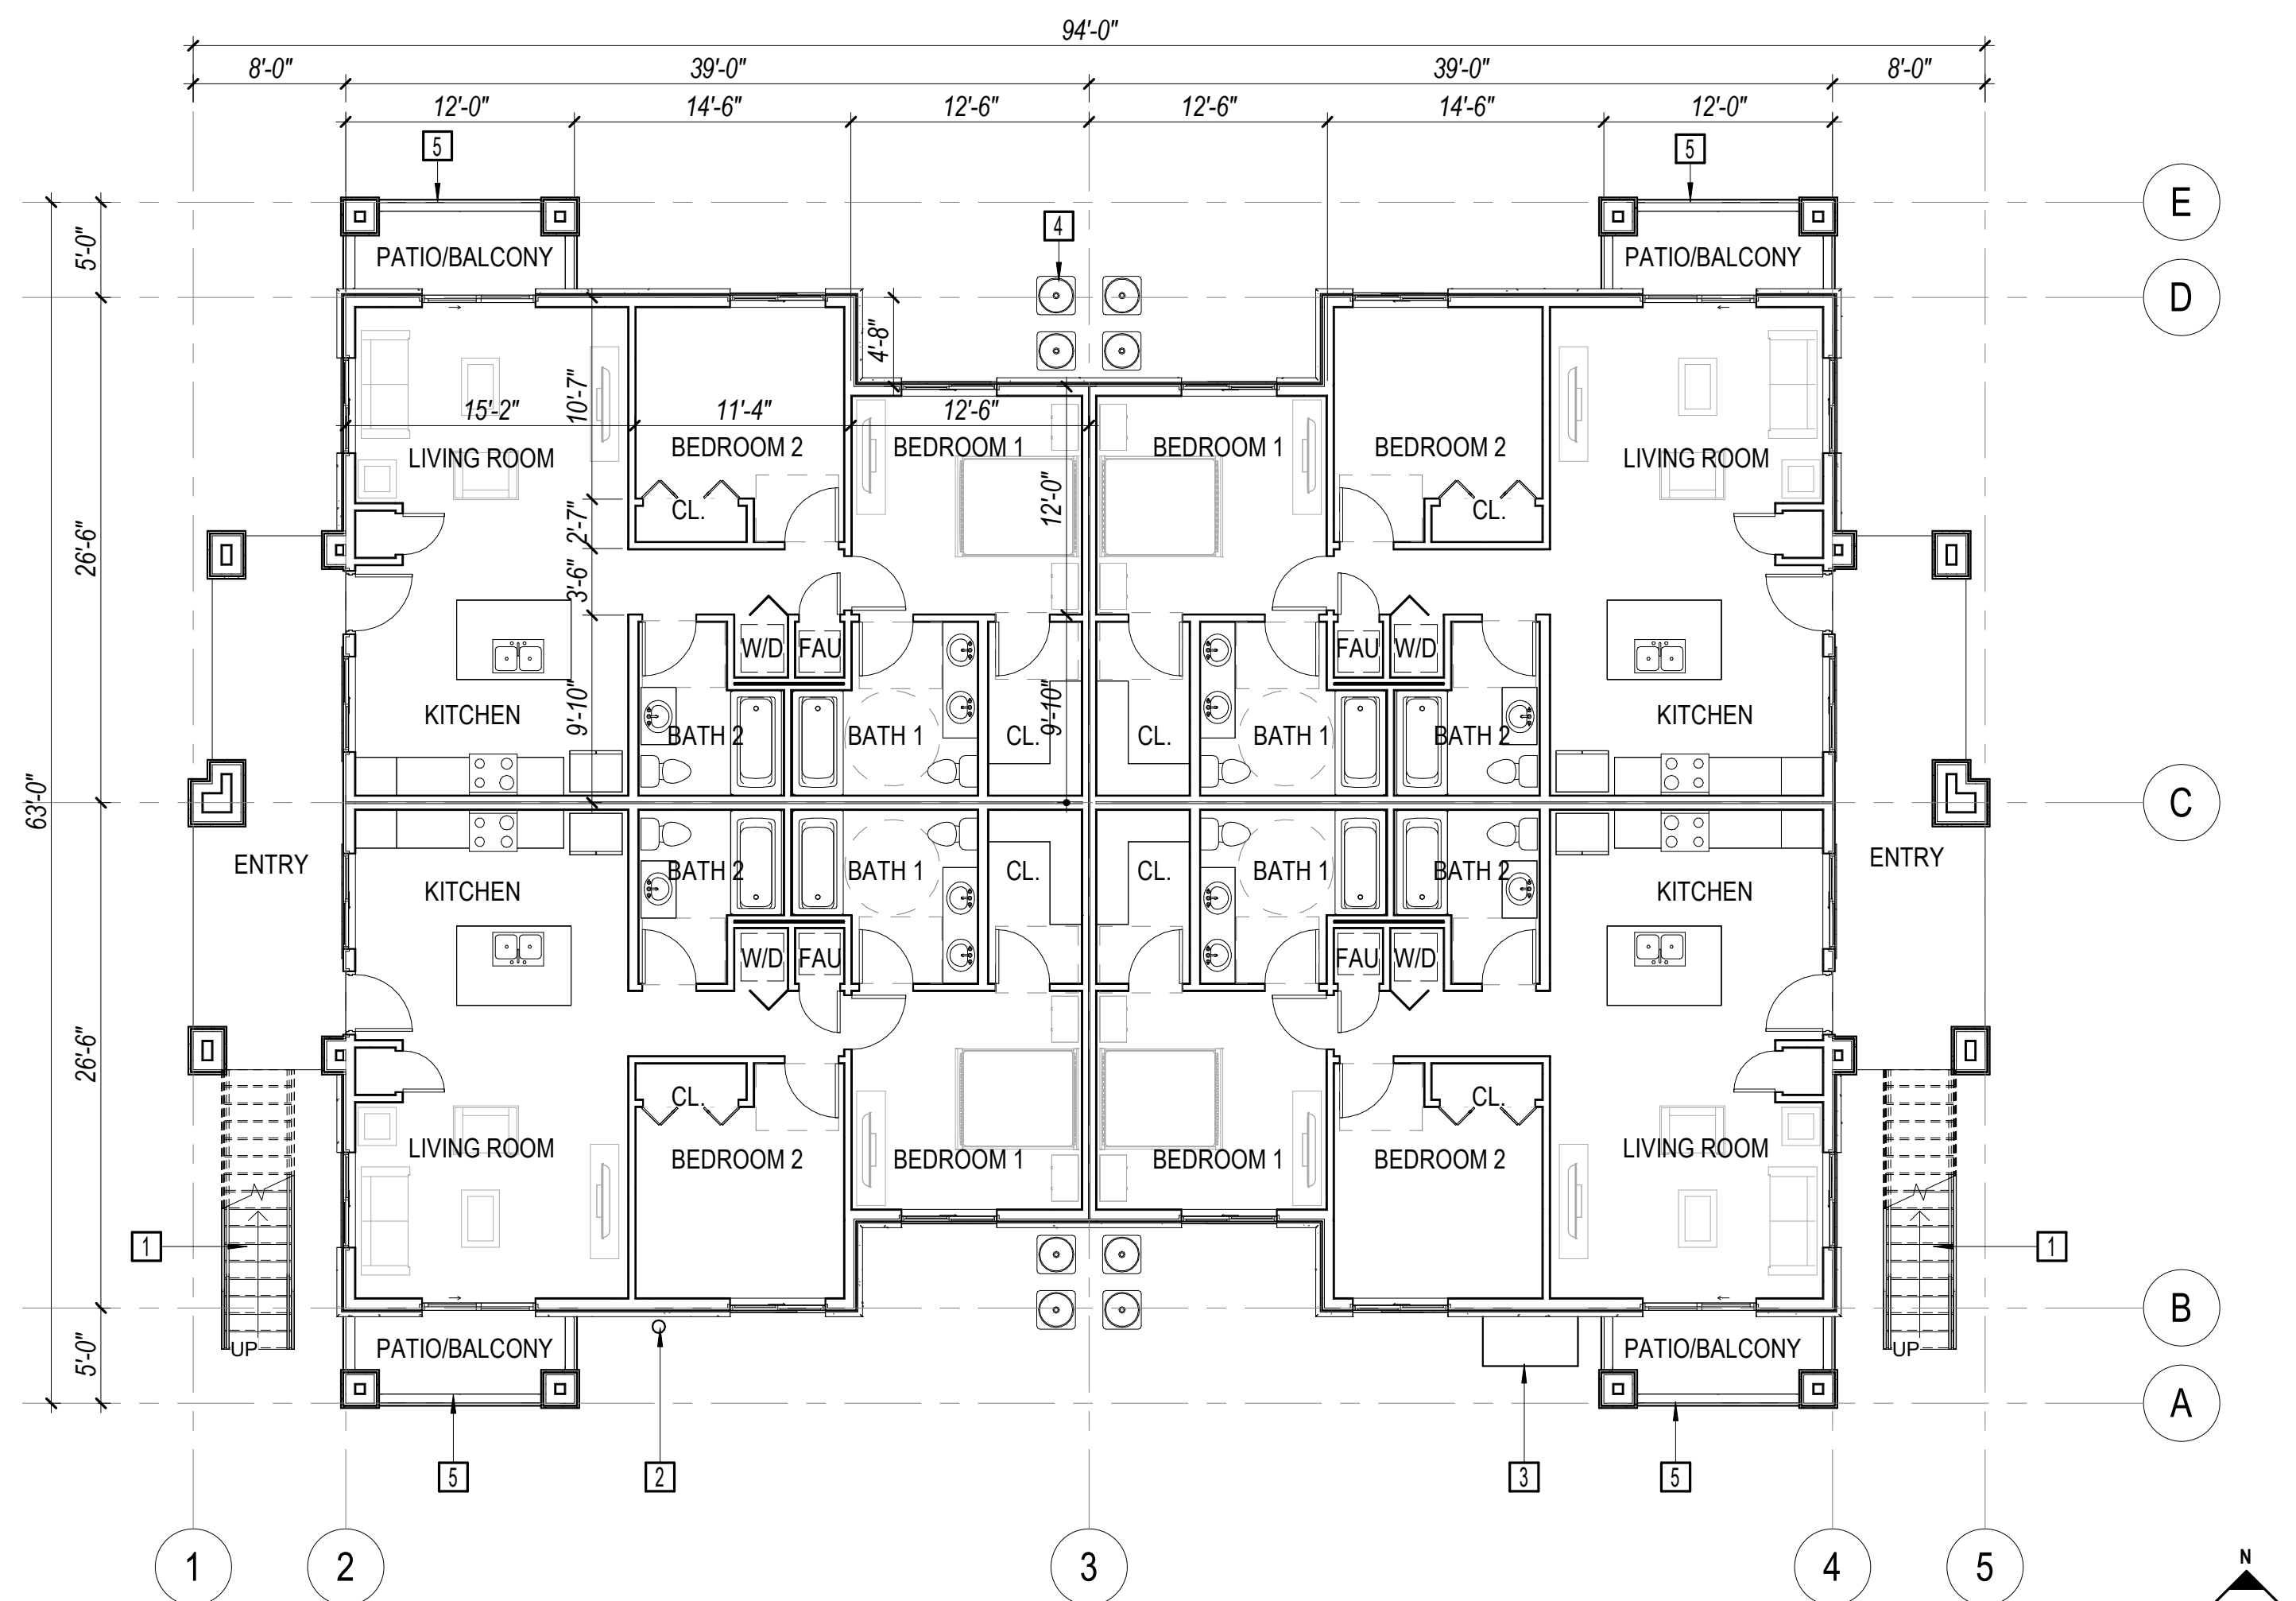 94'-0"
8'-0" 39'-0" 39'-0" 8'-0"
12'-0" 14'-6" 12'-6" 12'-6" 14'-6" 12'-0"
5 5
E
4
5'-0"
PATIO/BALCONY PATIO/BALCONY
D
4'-8"
10'-7"
15'-2" 11'-4" 12'-6"
LIVING ROOM BEDROOM 2 BEDROOM 1 BEDROOM 1 BEDROOM 2 LIVING ROOM
12'-0"
CL. CL.
2'-7"
26'-6"
3'-6"
W/D FAU FAU W/D
9'-10" 9'-10"
KITCHEN KITCHEN
BATH 2 BATH 1 CL. CL. BATH 1 BATH 2
63'-0"
C
ENTRY ENTRY
BATH 2 BATH 1 CL. CL. BATH 1 BATH 2
KITCHEN KITCHEN
W/D FAU FAU W/D
26'-6"
CL. CL.
LIVING ROOM BEDROOM 2 BEDROOM 1 BEDROOM 1 BEDROOM 2 LIVING ROOM
1 1
B
UP PATIO/BALCONY PATIO/BALCONY UP
5'-0"
A
5 2 3 5
1 2 3 4 5
N